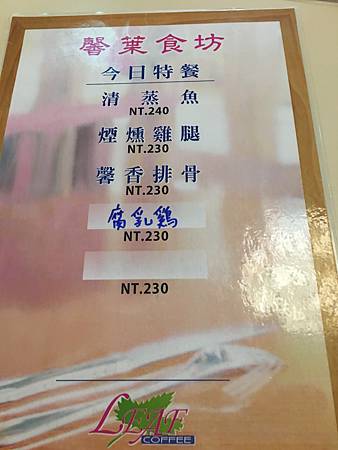 馨葉食坊
今日特餐
清蒸魚
NT.240
煙燻雞腿
NT.230
馨香排骨
NT.230
腐乳鷄
NT.230
NT.230
LEAF
COFFEE